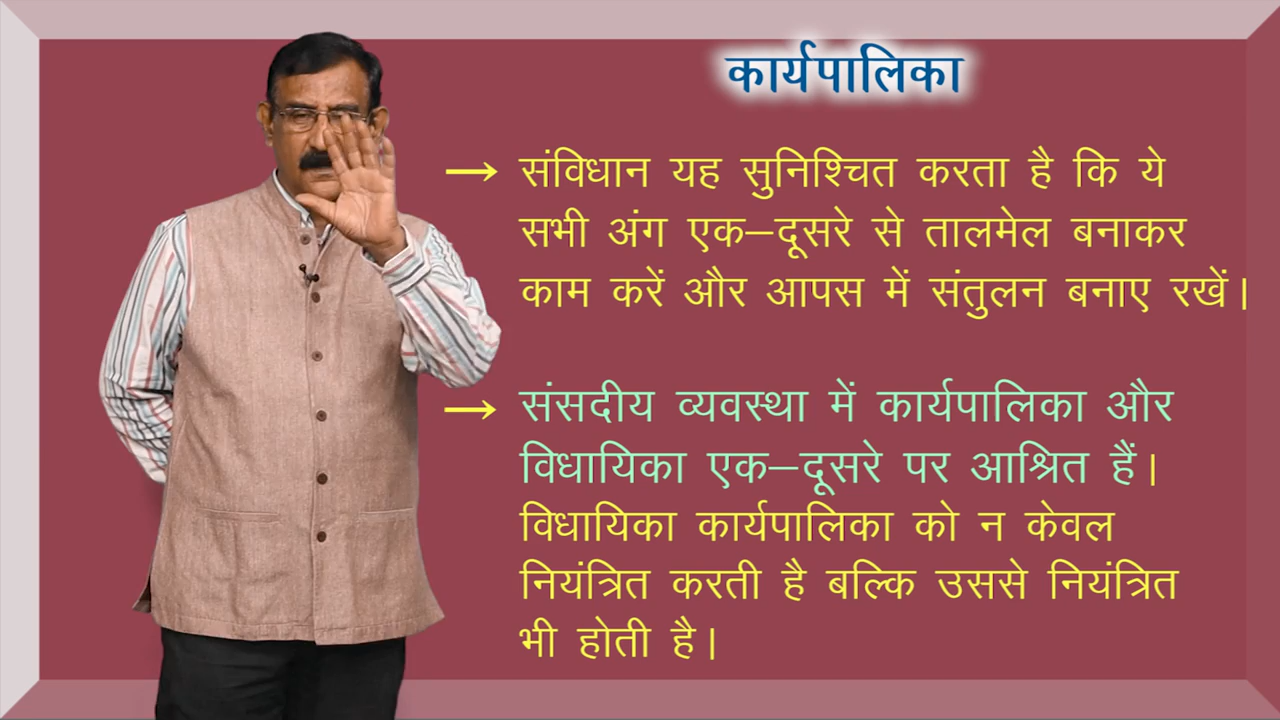 कार्यपालिका
→ संविधान यह सुनिश्चित करता है कि ये
सभी अंग एक–दूसरे से तालमेल बनाकर
काम करें और आपस में संतुलन बनाए रखें।
→ संसदीय व्यवस्था में कार्यपालिका और
विधायिका एक–दूसरे पर आश्रित हैं।
विधायिका कार्यपालिका को न केवल
नियंत्रित करती है बल्कि उससे नियंत्रित
भी होती है।